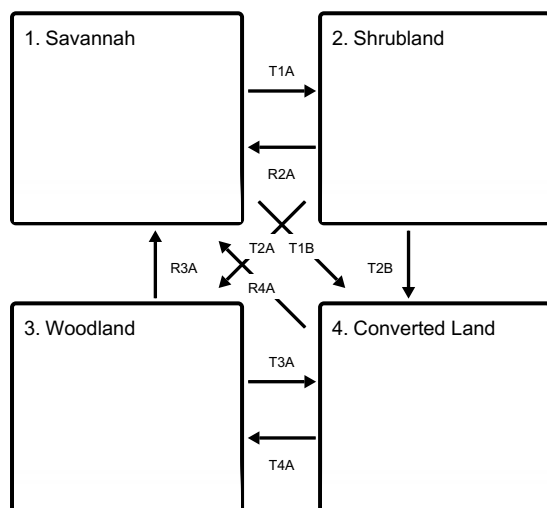 1. Savannah
2. Shrubland
T1A
R2A
T2A
T1B
R3A
R4A
T2B
3. Woodland
4. Converted Land
T3A
T4A